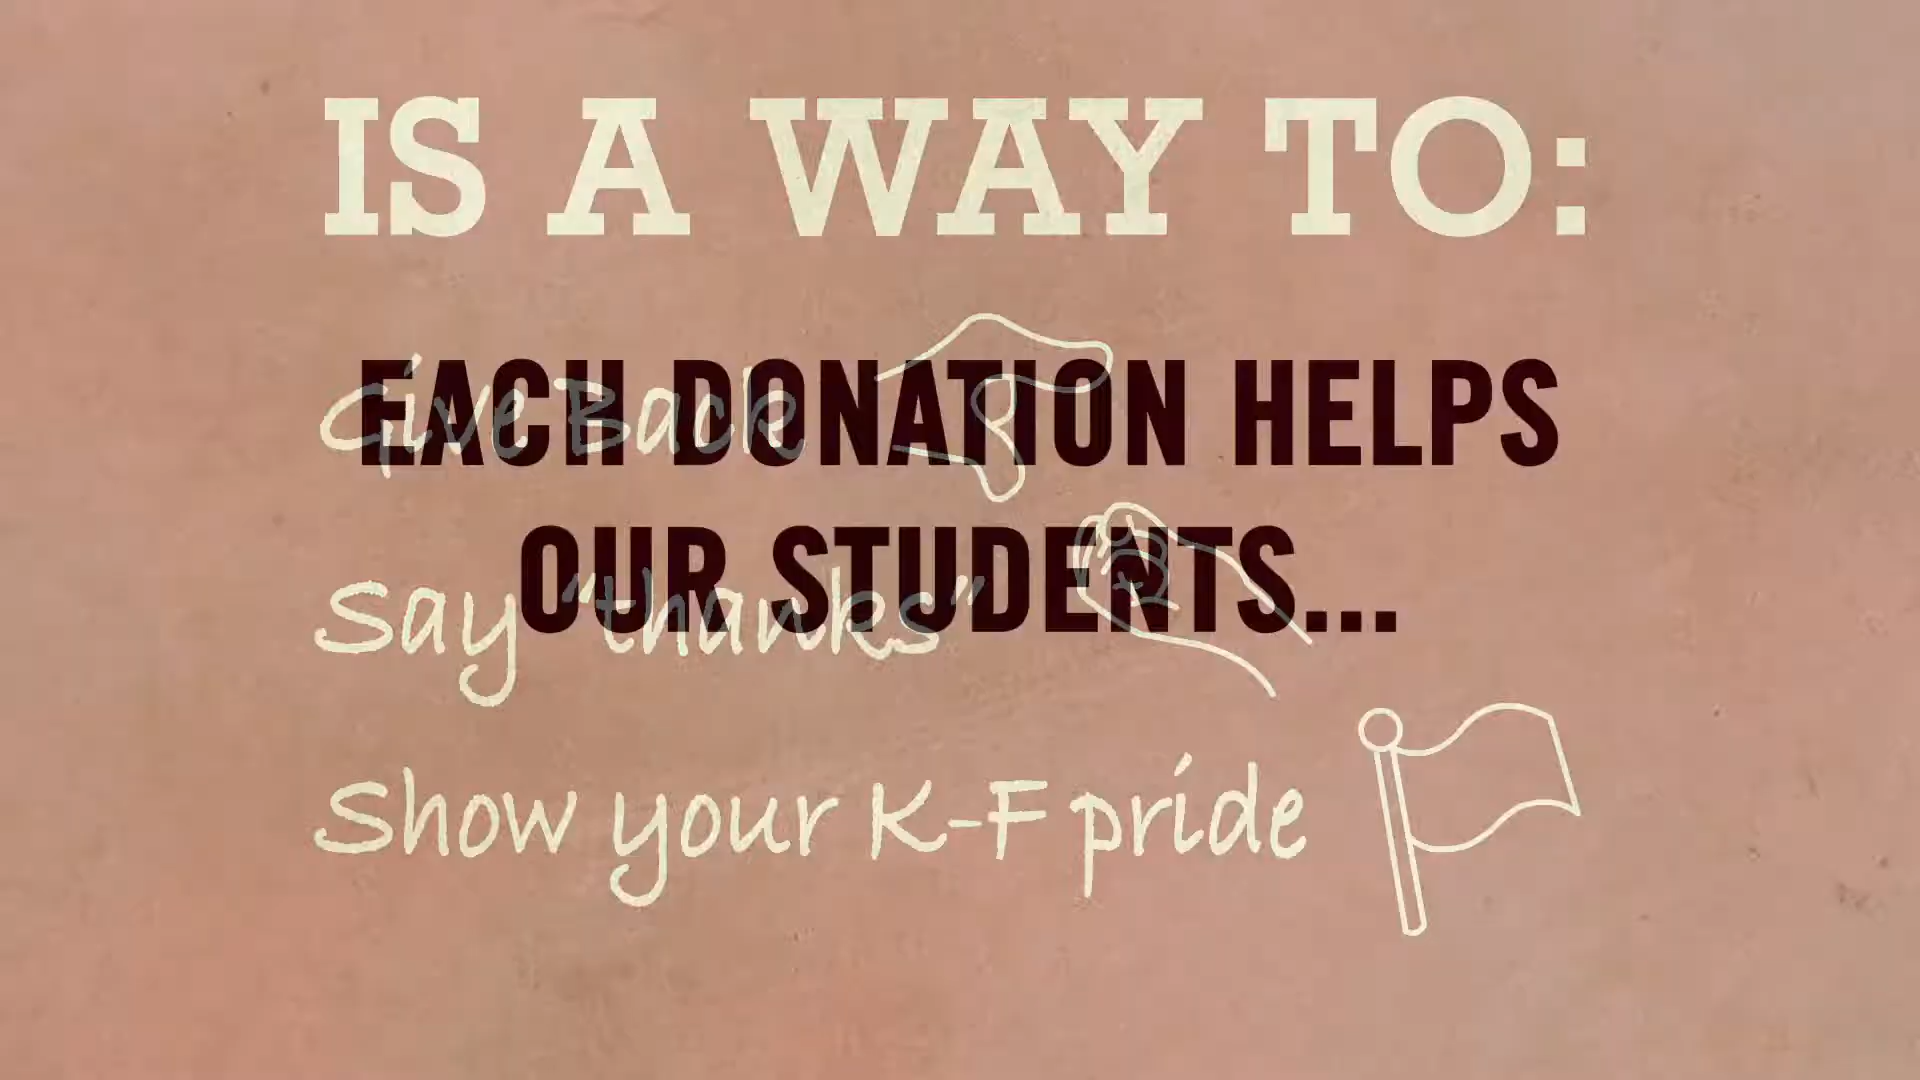 IS A WAY TO:
Give Back
EACH DONATION HELPS
OUR STUDENTS...
Say "thanks"
Show your K-F pride